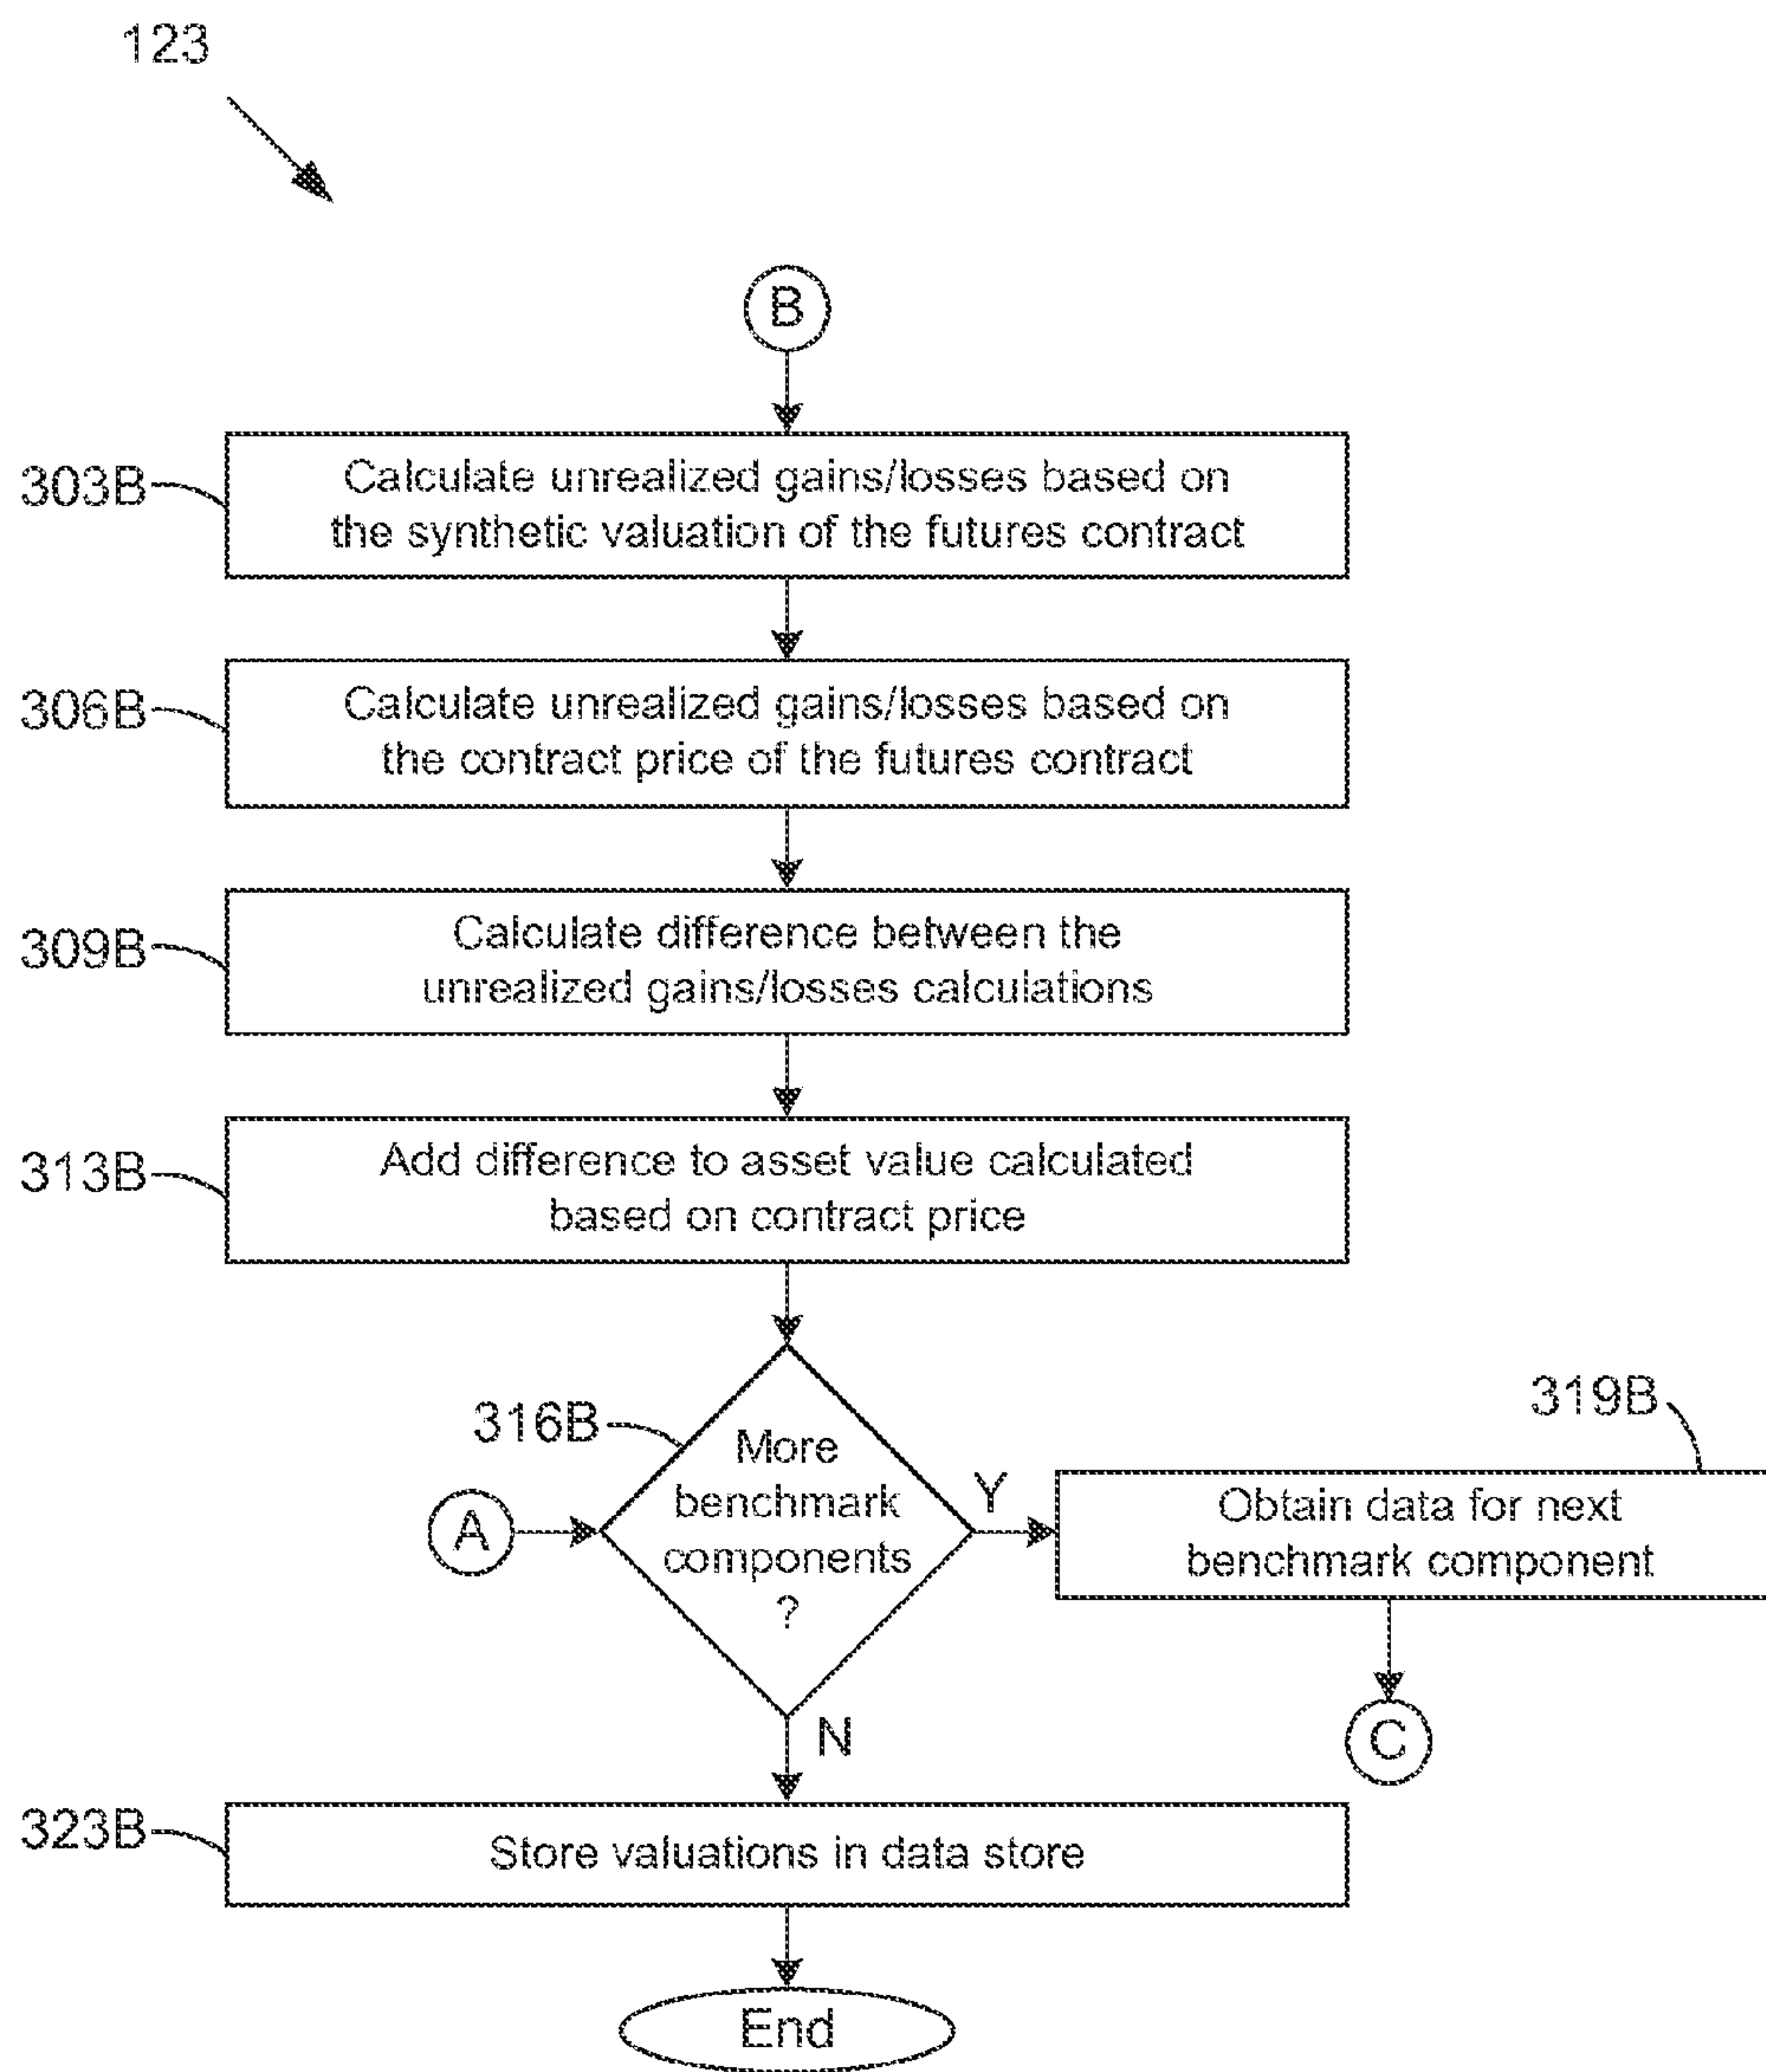 123
B
303B
Calculate unrealized gains/losses based on
the synthetic valuation of the futures contract
306B
Calculate unrealized gains/losses based on
the contract price of the futures contract
309B
Calculate difference between the
unrealized gains/losses calculations
313B
Add difference to asset value calculated
based on contract price
316B
More
benchmark
components
?
A
Y
319B
Obtain data for next
benchmark component
C
N
323B
Store valuations in data store
End